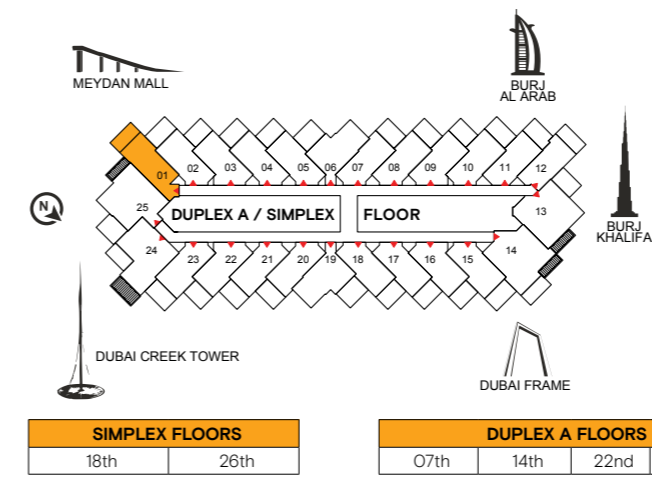 MEYDAN MALL
BURJ
AL ARAB
01
02
03
04
05
06
07
08
09
10
11
12
N
25
DUPLEX A / SIMPLEX
FLOOR
13
BURJ
KHALIFA
24
23
22
21
20
19
18
17
16
15
14
DUBAI CREEK TOWER
DUBAI FRAME
SIMPLEX FLOORS
18th
26th
DUPLEX A FLOORS
07th
14th
22nd